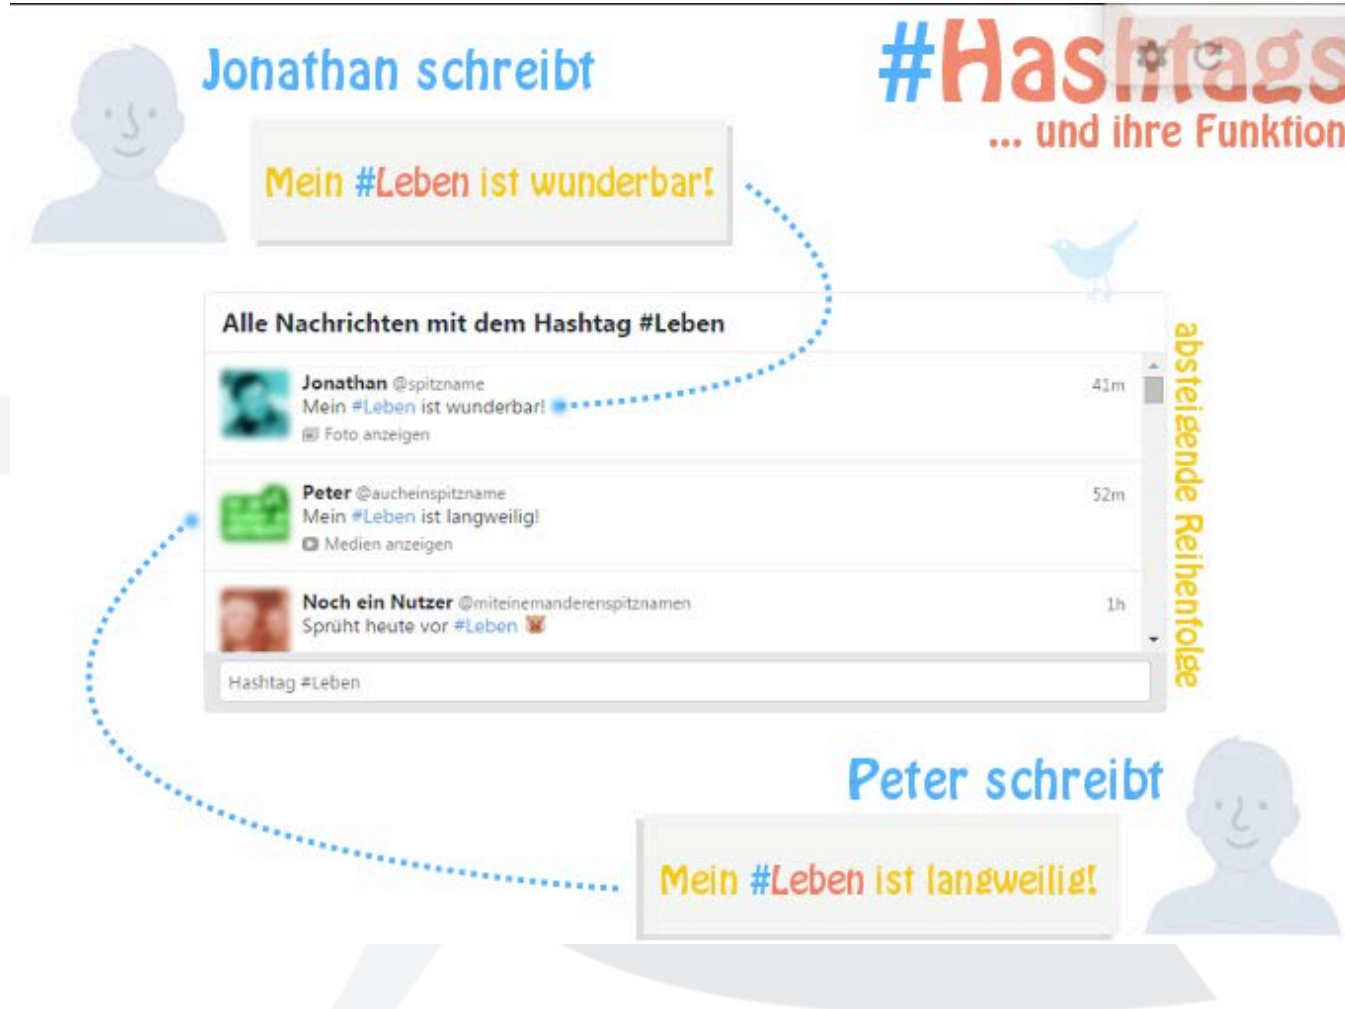 Jonathan schreibt
#Hashtags
... und ihre Funktion
Mein #Leben ist wunderbar!
Alle Nachrichten mit dem Hashtag #Leben
Jonathan @spitzname 41m
Mein #Leben ist wunderbar!
Foto anzeigen
Peter @aucheinspitzname 52m
Mein #Leben ist langweilig!
Medien anzeigen
Noch ein Nutzer @miteinemanderenspitznamen 1h
Sprüht heute vor #Leben
Hashtag #Leben
absteigende Reihenfolge
Peter schreibt
Mein #Leben ist langweilig!